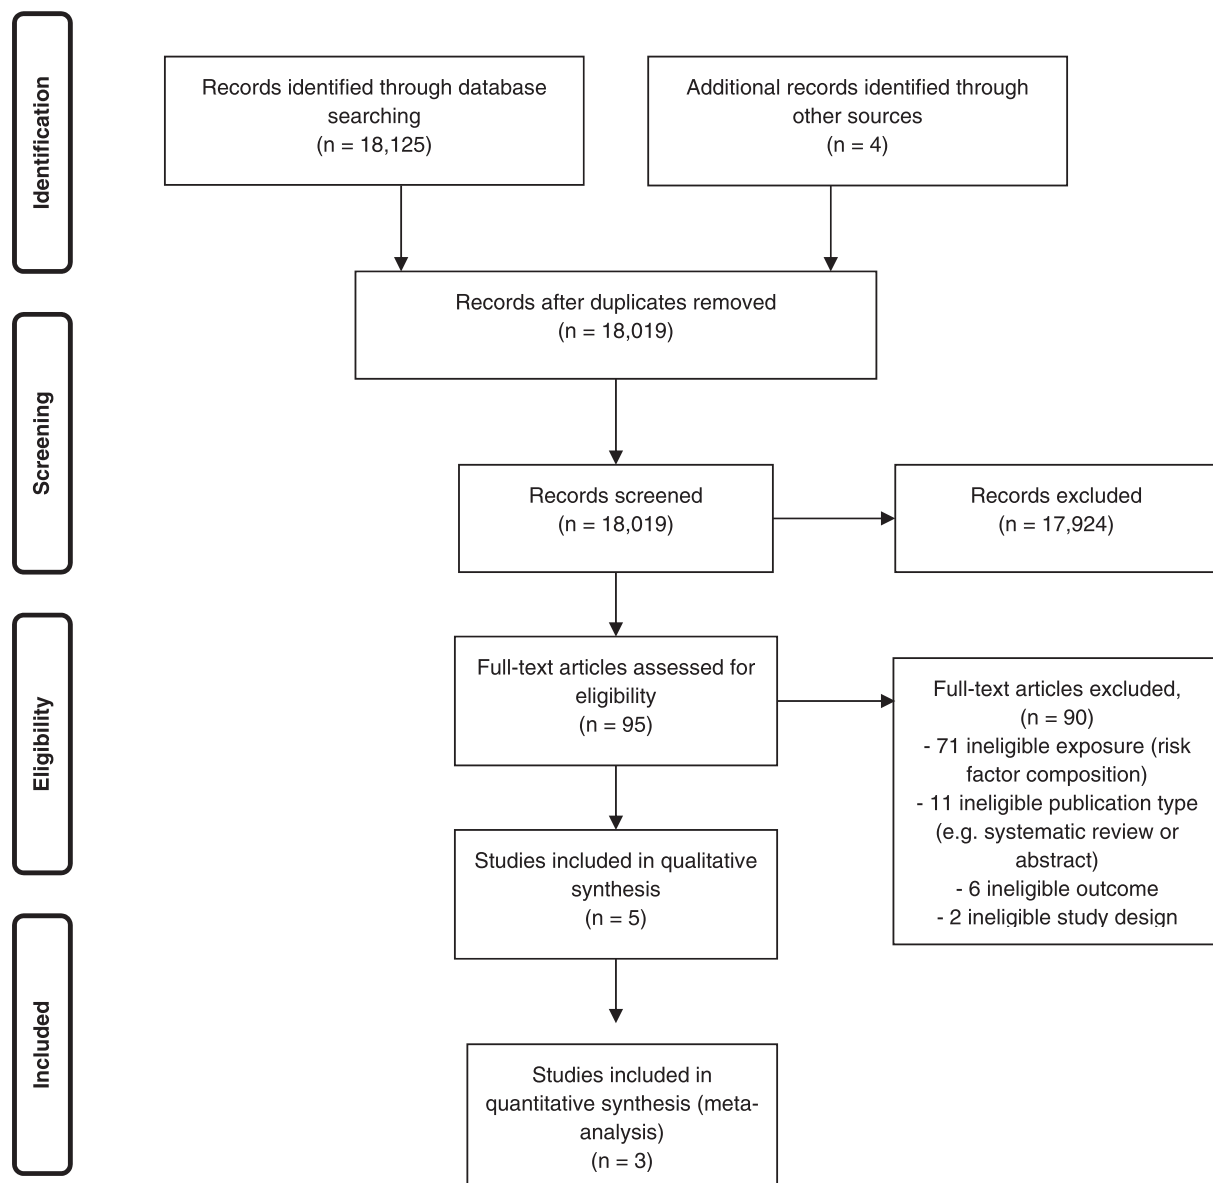 Identification
Records identified through database
searching
(n = 18,125)
Additional records identified through
other sources
(n = 4)
Records after duplicates removed
(n = 18,019)
Screening
Records screened
(n = 18,019)
Records excluded
(n = 17,924)
Eligibility
Full-text articles assessed for
eligibility
(n = 95)
Full-text articles excluded,
(n = 90)
- 71 ineligible exposure (risk
factor composition)
- 11 ineligible publication type
(e.g. systematic review or
abstract)
- 6 ineligible outcome
- 2 ineligible study design
Studies included in qualitative
synthesis
(n = 5)
Included
Studies included in
quantitative synthesis (meta-
analysis)
(n = 3)